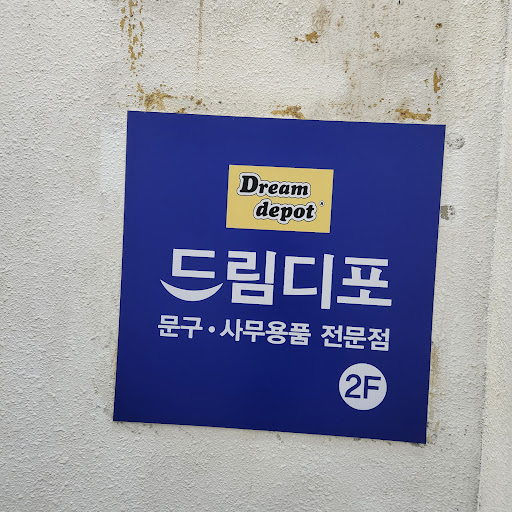 Dream
depot
드림디포
문구·사무용품 전문점
2F